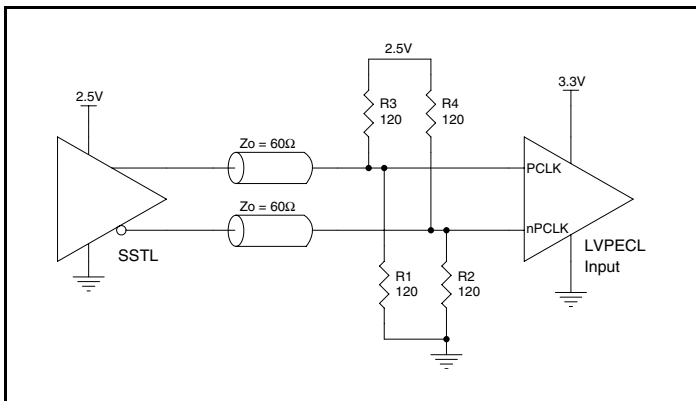 2.5V
3.3V
2.5V
R3
120
R4
120
Zo = 60Ω
PCLK
Zo = 60Ω
nPCLK
SSTL
LVPECL
Input
R1
120
R2
120